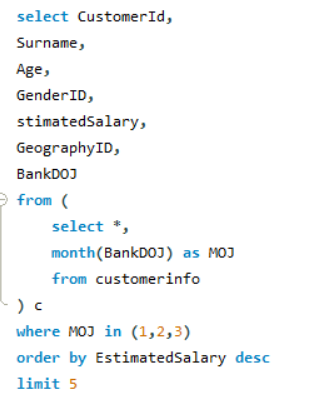 select CustomerId,
Surname,
Age,
GenderID,
stimatedSalary,
GeographyID,
BankDOJ
from (
select *,
month(BankDOJ) as MOJ
from customerinfo
) c
where MOJ in (1,2,3)
order by EstimatedSalary desc
limit 5